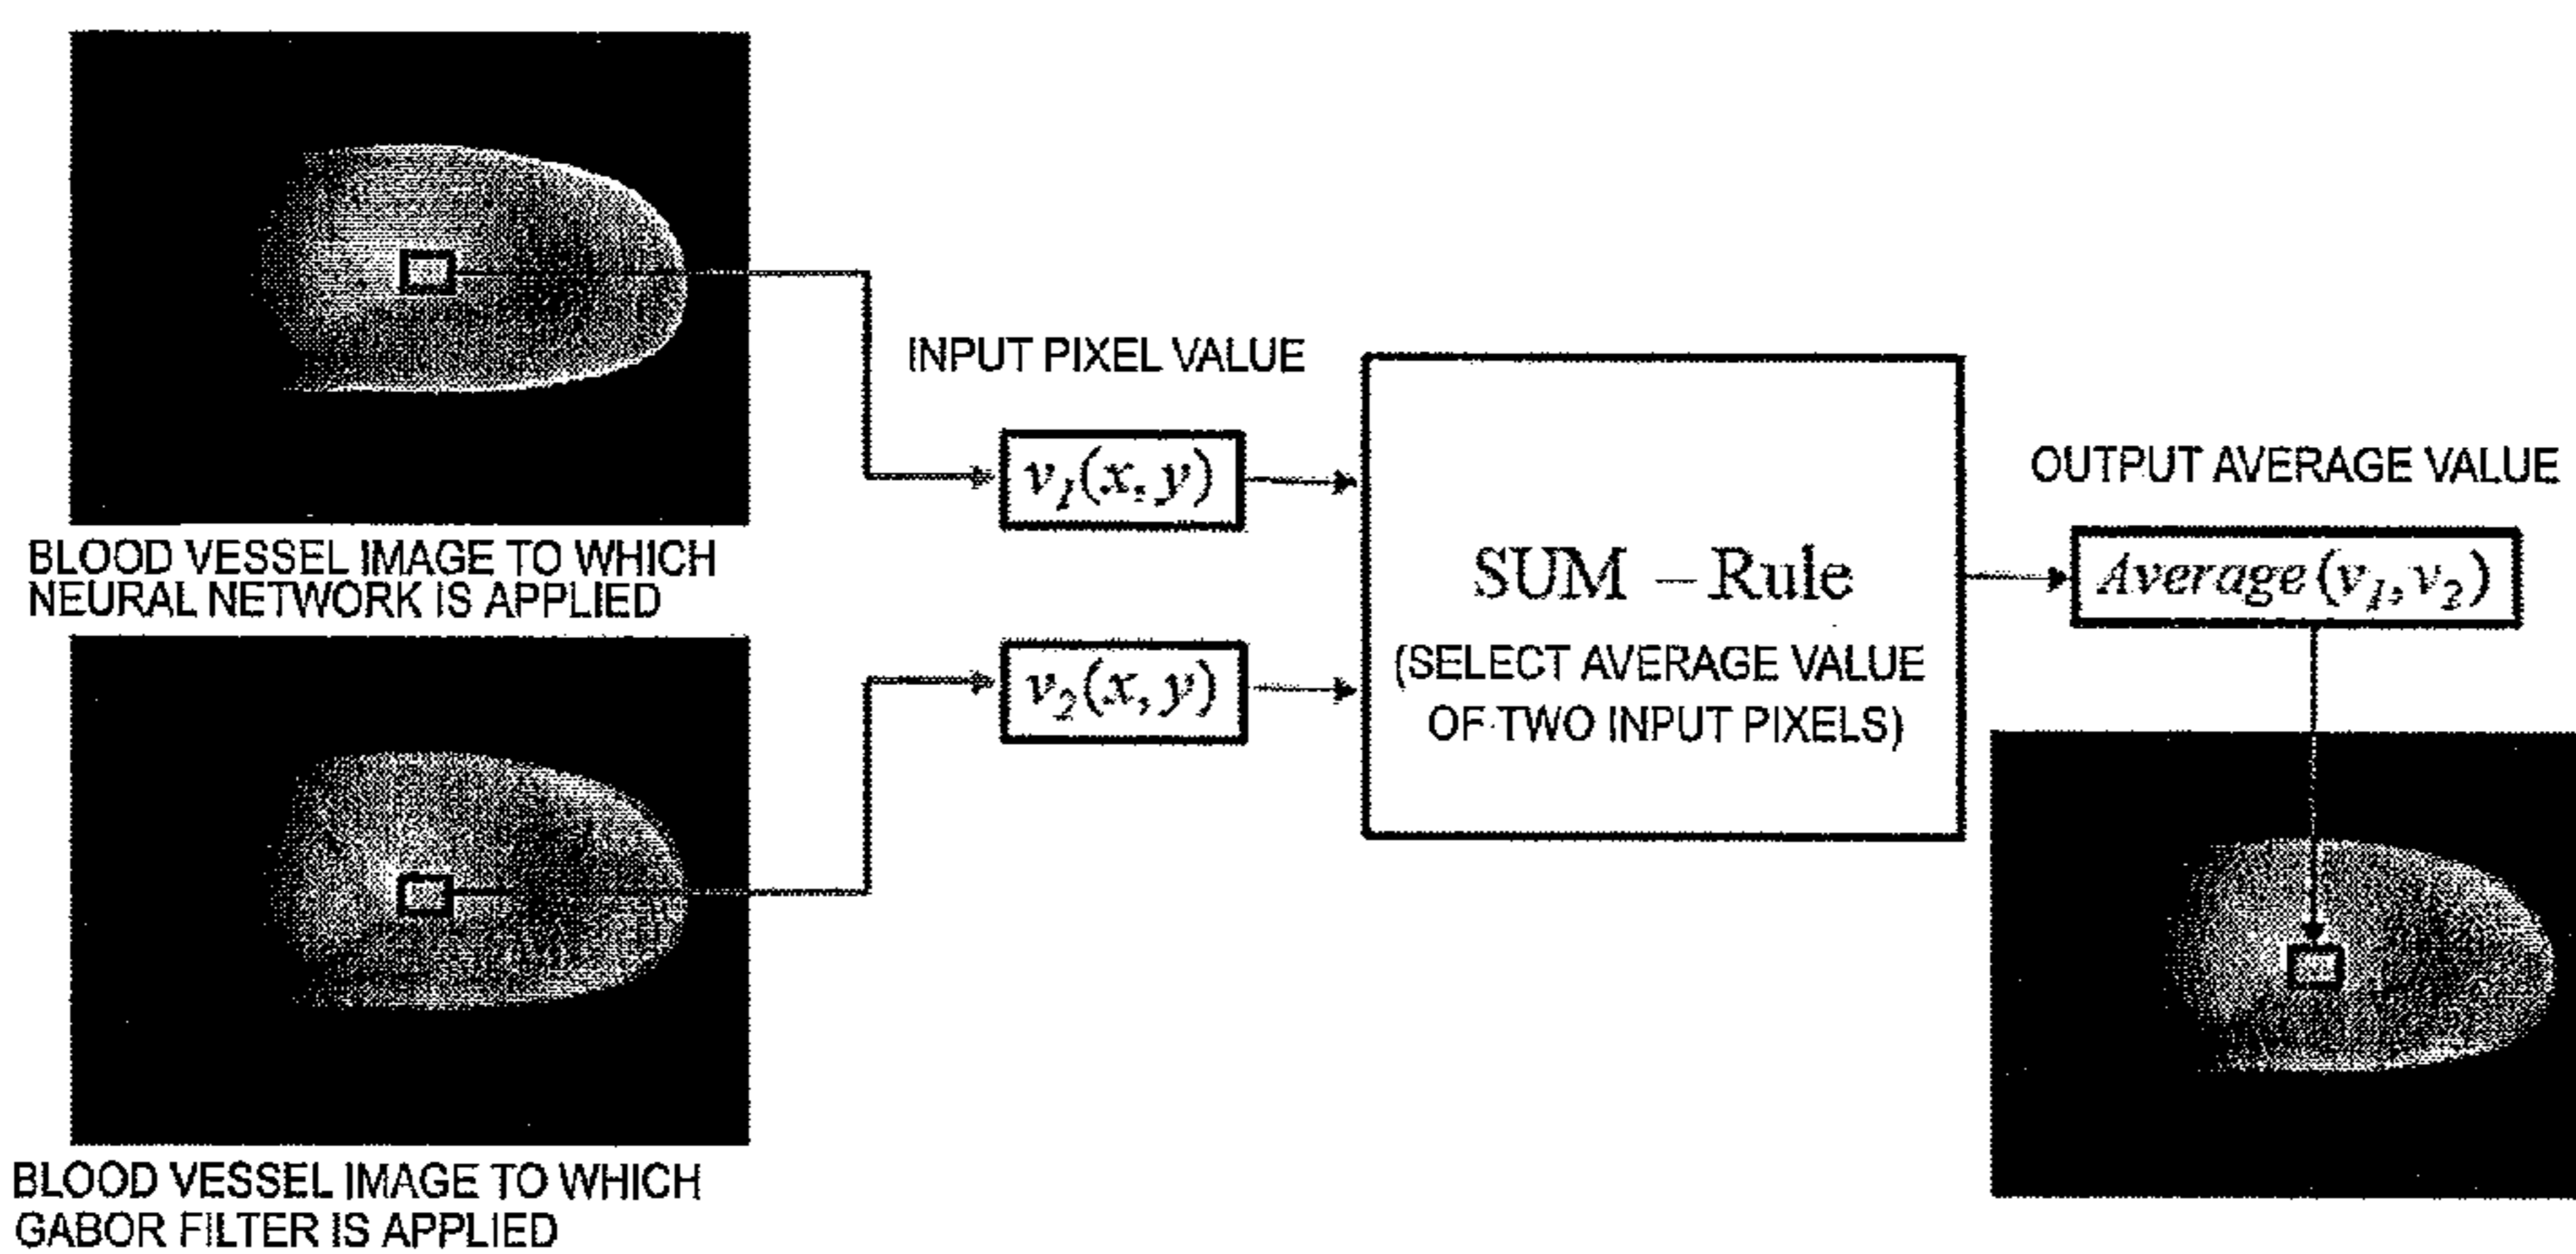 BLOOD VESSEL IMAGE TO WHICH
NEURAL NETWORK IS APPLIED
BLOOD VESSEL IMAGE TO WHICH
GABOR FILTER IS APPLIED
INPUT PIXEL VALUE
v₁(x, y)
v₂(x, y)
SUM – Rule
(SELECT AVERAGE VALUE
OF TWO INPUT PIXELS)
OUTPUT AVERAGE VALUE
Average (v₁, v₂)